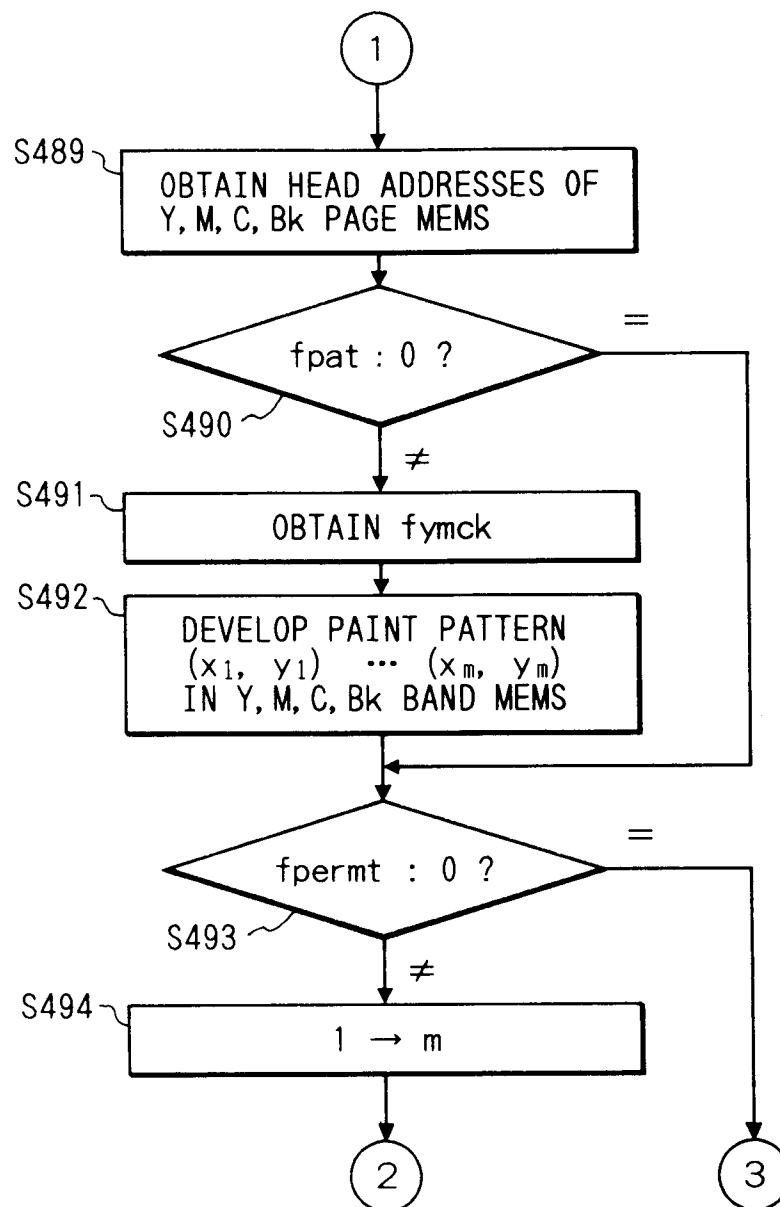 1
S489
OBTAIN HEAD ADDRESSES OF
Y, M, C, Bk PAGE MEMS
=
fpat : 0 ?
S490
≠
S491
OBTAIN fymck
S492
DEVELOP PAINT PATTERN
(x1, y1) ··· (xm, ym)
IN Y, M, C, Bk BAND MEMS
=
fpermt : 0 ?
S493
≠
S494
1 → m
2
3